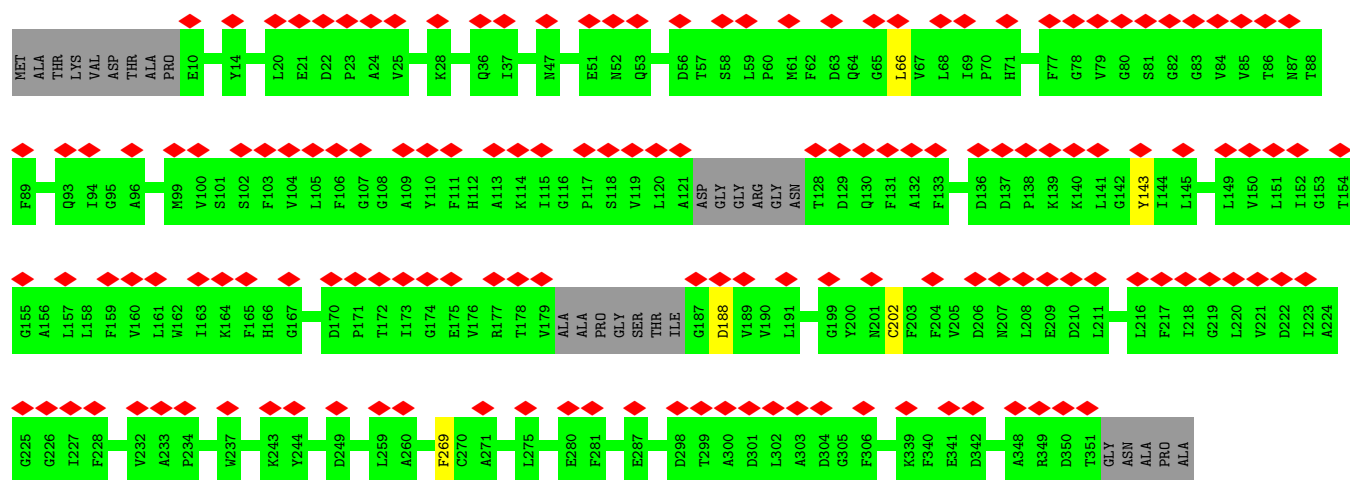 MET ALA THR LYS VAL ASP THR ALA PRO E10 Y14 L20 E21 D22 P23 A24 V25 K28 Q36 I37 N47 E51 N52 Q53 D56 T57 S58 L59 P60 M61 F62 D63 Q64 G65 L66 V67 L68 I69 P70 H71 F77 G78 V79 G80 S81 G82 G83 V84 V85 T86 N87 T88
F89 Q93 I94 G95 A96 M99 V100 S101 S102 F103 V104 L105 F106 G107 G108 A109 Y110 F111 H112 A113 K114 I115 G116 P117 S118 V119 L120 A121 ASP GLY GLY ARG GLY ASN T128 D129 Q130 F131 A132 F133 D136 D137 P138 K139 K140 L141 G142 Y143 I144 L145 L149 V150 L151 I152 G153 T154
G155 A156 L157 L158 F159 V160 L161 W162 I163 K164 F165 H166 G167 D170 P171 T172 I173 G174 E175 V176 R177 T178 V179 ALA ALA PRO GLY SER THR ILE G187 D188 V189 V190 L191 G199 Y200 N201 C202 F203 F204 V205 D206 N207 L208 E209 D210 L211 L216 F217 I218 G219 L220 V221 D222 I223 A224
G225 G226 I227 F228 V232 A233 P234 W237 K243 Y244 D249 L259 A260 F269 C270 A271 L275 E280 F281 E287 D298 T299 A300 D301 L302 A303 D304 G305 F306 K339 F340 E341 D342 A348 R349 D350 T351 GLY ASN ALA PRO ALA